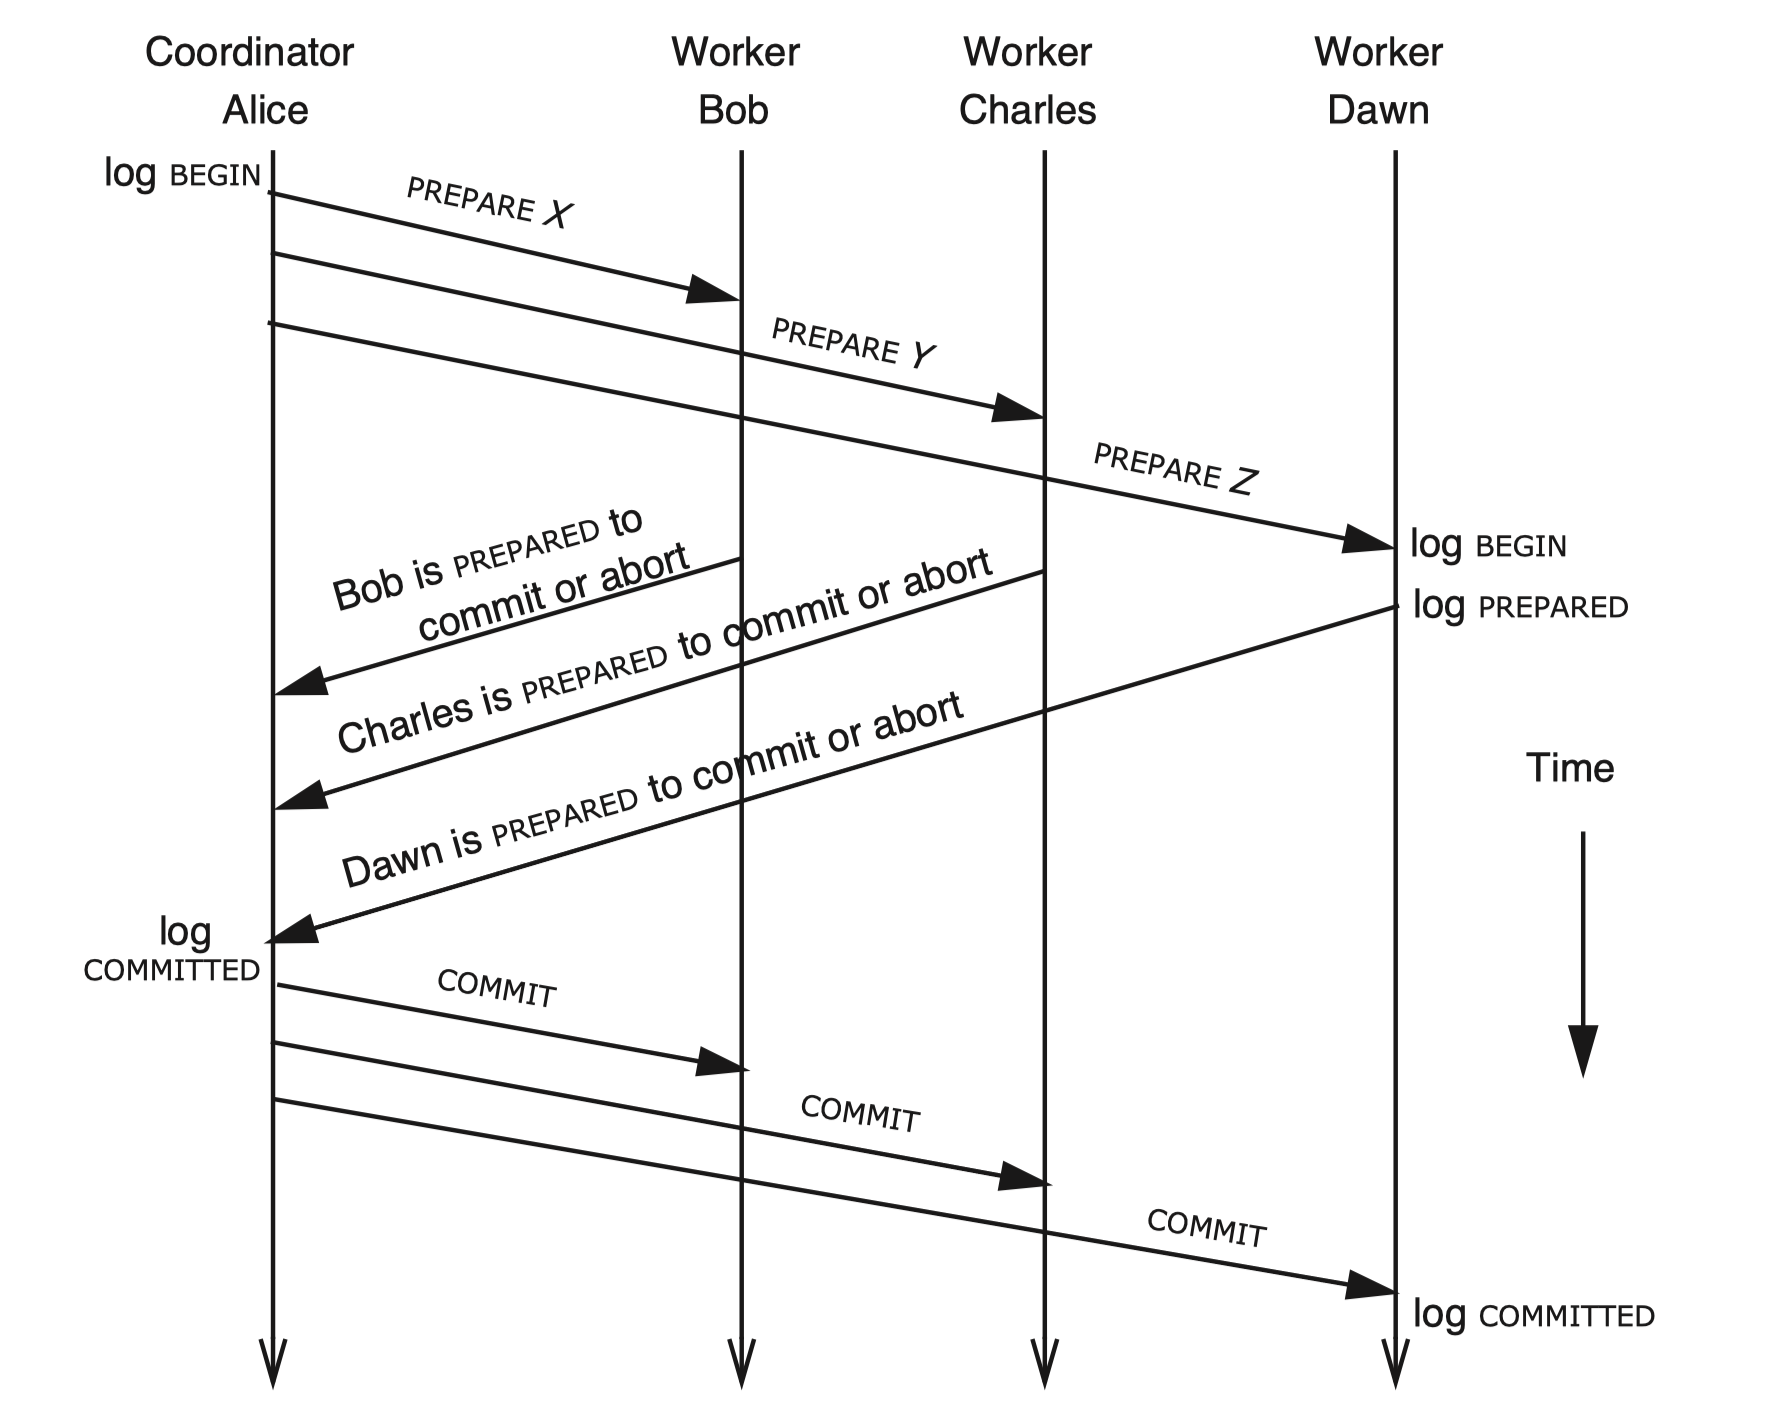 Coordinator
Alice
Worker
Bob
Worker
Charles
Worker
Dawn
log BEGIN
PREPARE X
PREPARE Y
PREPARE Z
log BEGIN
Bob is PREPARED to
commit or abort
log PREPARED
Charles is PREPARED to commit or abort
Dawn is PREPARED to commit or abort
Time
log
COMMITTED
COMMIT
COMMIT
COMMIT
log COMMITTED